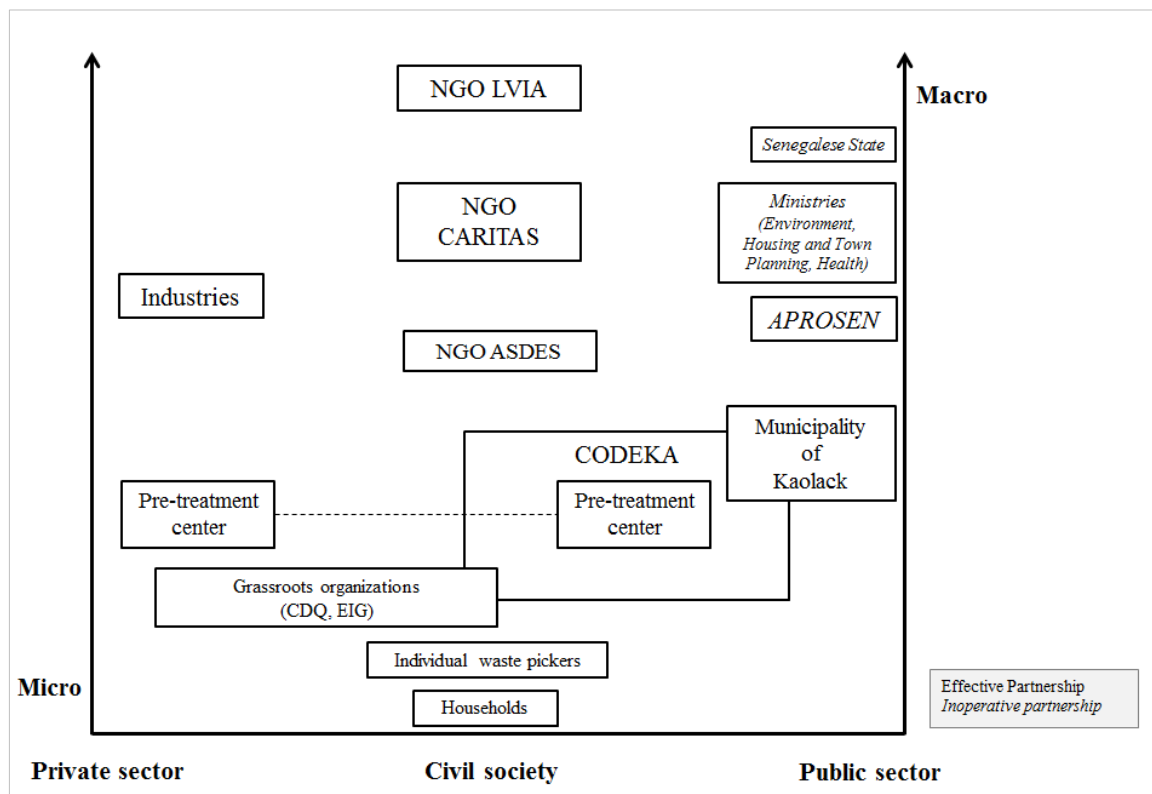 NGO LVIA
Macro
Senegalese State
NGO
CARITAS
Ministries
(Environment,
Housing and Town
Planning, Health)
Industries
APROSEN
NGO ASDES
Municipality
of
Kaolack
CODEKA
Pre-treatment
center
Pre-treatment
center
Grassroots organizations
(CDQ, EIG)
Individual waste pickers
Micro
Households
Effective Partnership
Inoperative partnership
Private sector
Civil society
Public sector